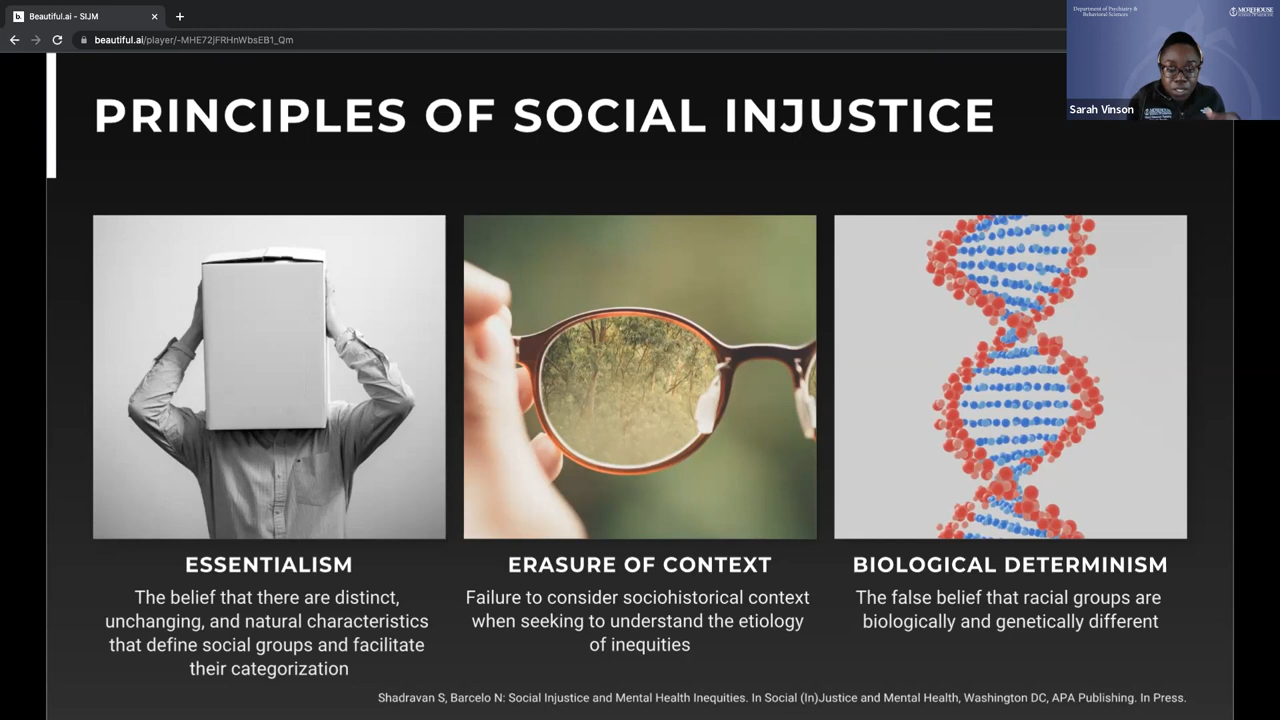 Beautiful.ai - SIJM
beautiful.ai/player/-MHE72jFRHnWbsEB1_Qm
Department of Psychiatry &
Behavioral Sciences
MOREHOUSE
SCHOOL OF MEDICINE
Sarah Vinson
PRINCIPLES OF SOCIAL INJUSTICE
ESSENTIALISM
The belief that there are distinct,
unchanging, and natural characteristics
that define social groups and facilitate
their categorization
ERASURE OF CONTEXT
Failure to consider sociohistorical context
when seeking to understand the etiology
of inequities
BIOLOGICAL DETERMINISM
The false belief that racial groups are
biologically and genetically different
Shadravan S, Barcelo N: Social Injustice and Mental Health Inequities. In Social (In)Justice and Mental Health, Washington DC, APA Publishing. In Press.